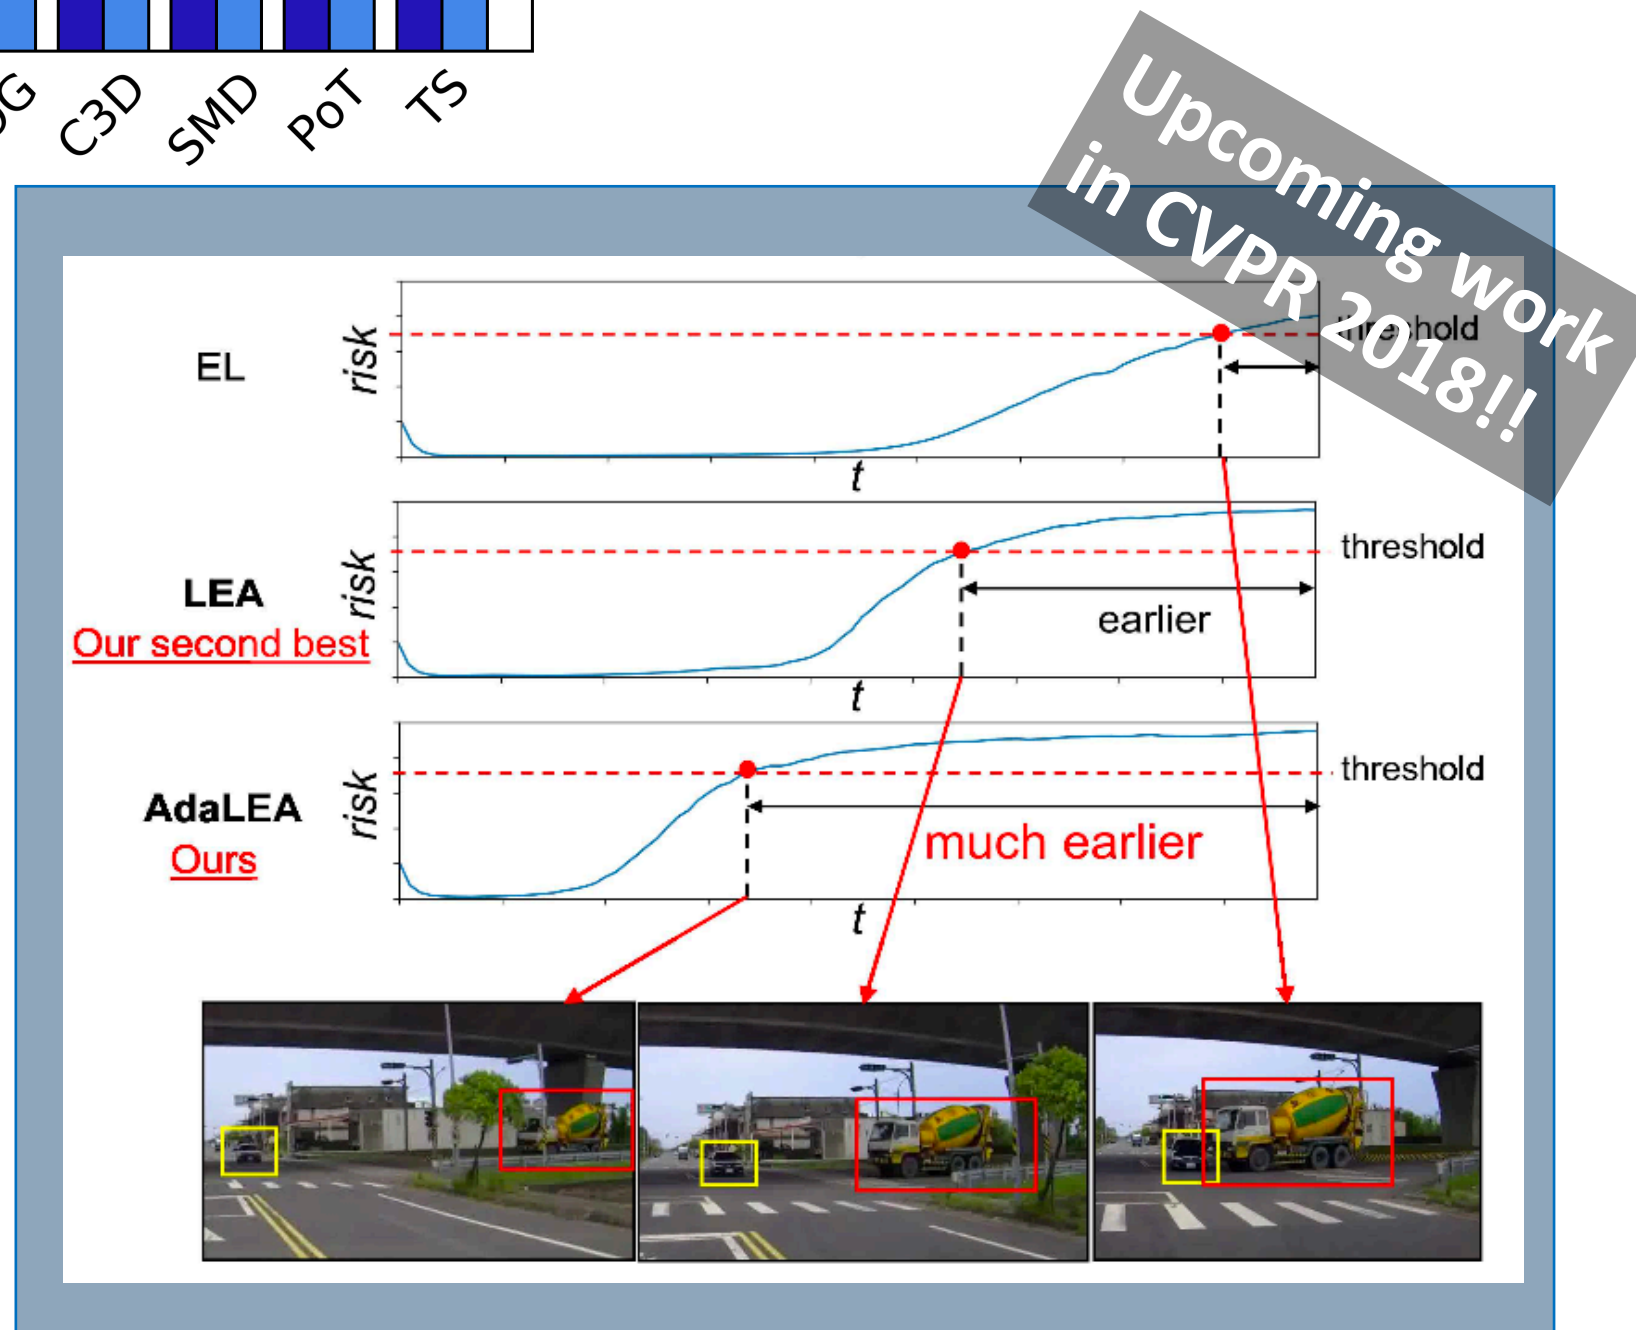 C3D
SMD
PoT
TS
Upcoming work
in CVPR 2018!!
EL
risk
threshold
t
LEA
Our second best
risk
threshold
earlier
t
AdaLEA
Ours
risk
threshold
much earlier
t